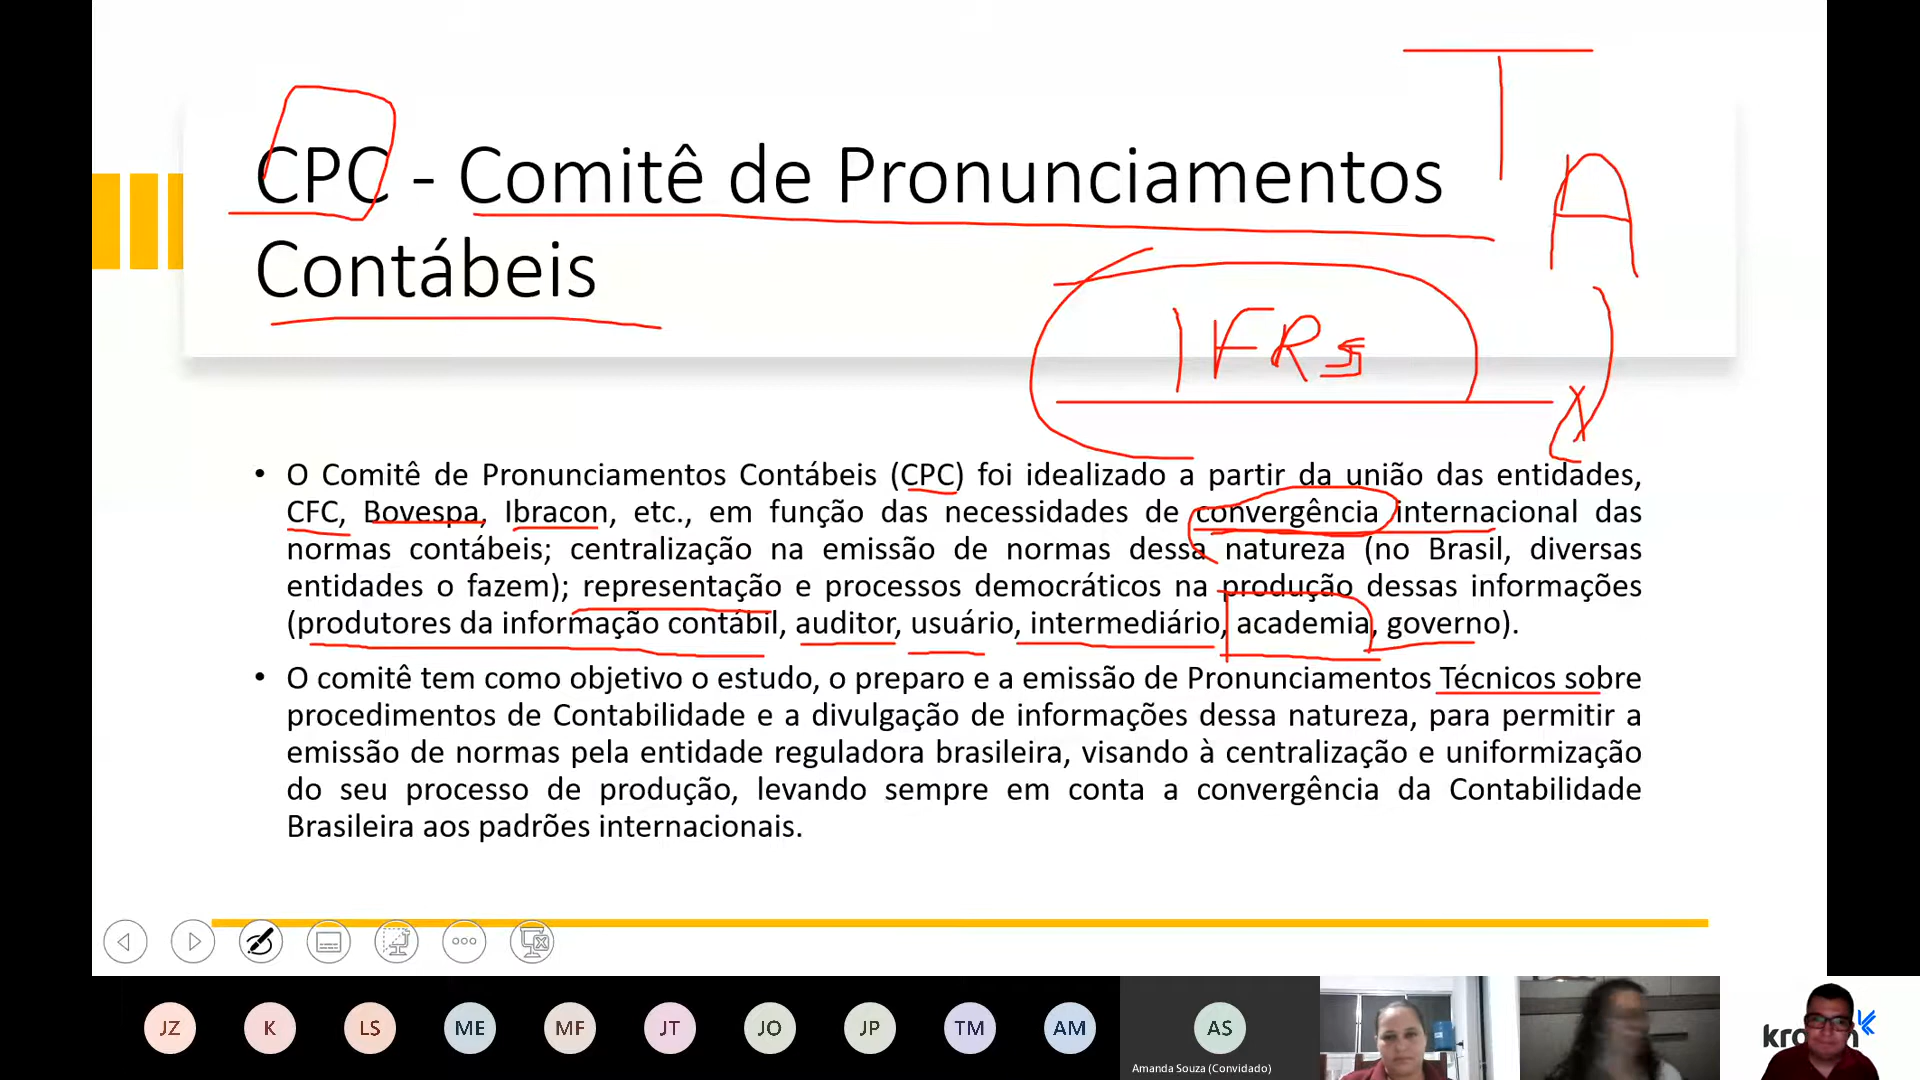 T
CPC - Comitê de Pronunciamentos
Contábeis
A
IFRS
• O Comitê de Pronunciamentos Contábeis (CPC) foi idealizado a partir da união das entidades,
CFC, Bovespa, Ibracon, etc., em função das necessidades de convergência internacional das
normas contábeis; centralização na emissão de normas dessa natureza (no Brasil, diversas
entidades o fazem); representação e processos democráticos na produção dessas informações
(produtores da informação contábil, auditor, usuário, intermediário, academia, governo).
• O comitê tem como objetivo o estudo, o preparo e a emissão de Pronunciamentos Técnicos sobre
procedimentos de Contabilidade e a divulgação de informações dessa natureza, para permitir a
emissão de normas pela entidade reguladora brasileira, visando à centralização e uniformização
do seu processo de produção, levando sempre em conta a convergência da Contabilidade
Brasileira aos padrões internacionais.
JZ K LS ME MF JT JO JP TM AM AS
Amanda Souza (Convidado)